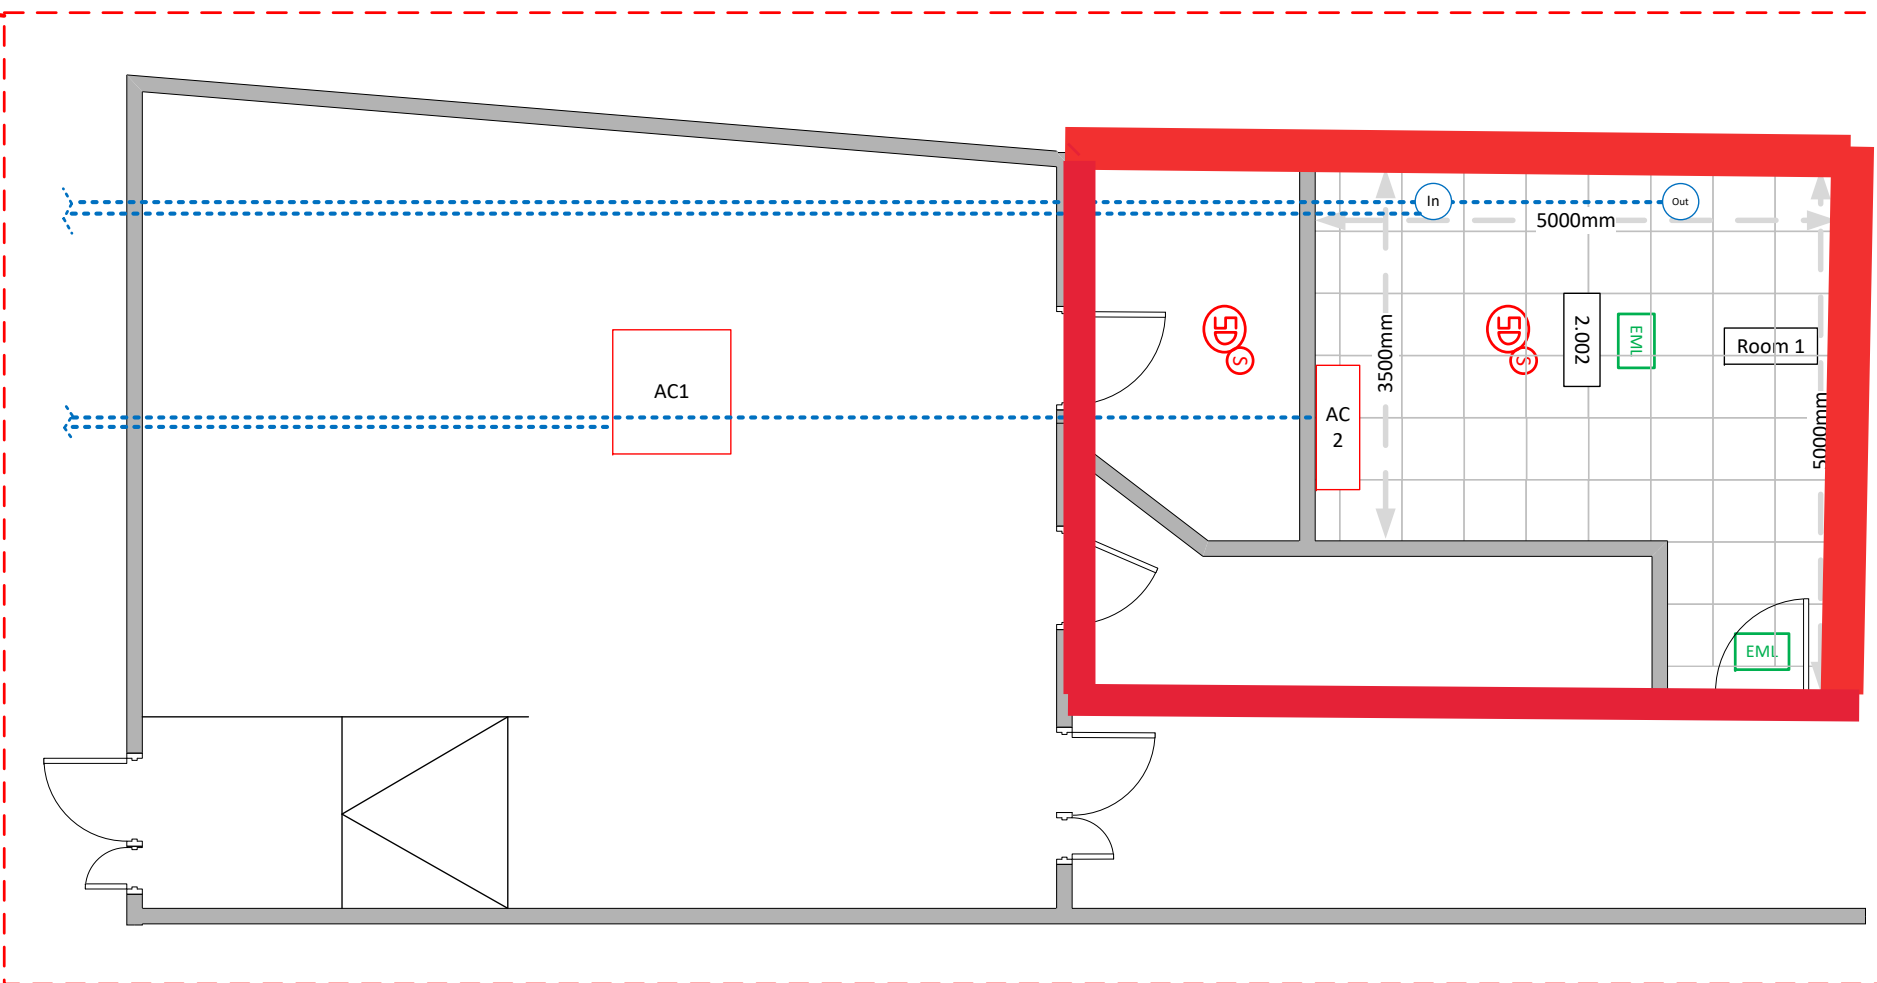 In
Out
5000mm
SD
S
SD
S
2.002
EML
Room 1
3500mm
AC1
AC
2
5000mm
EML